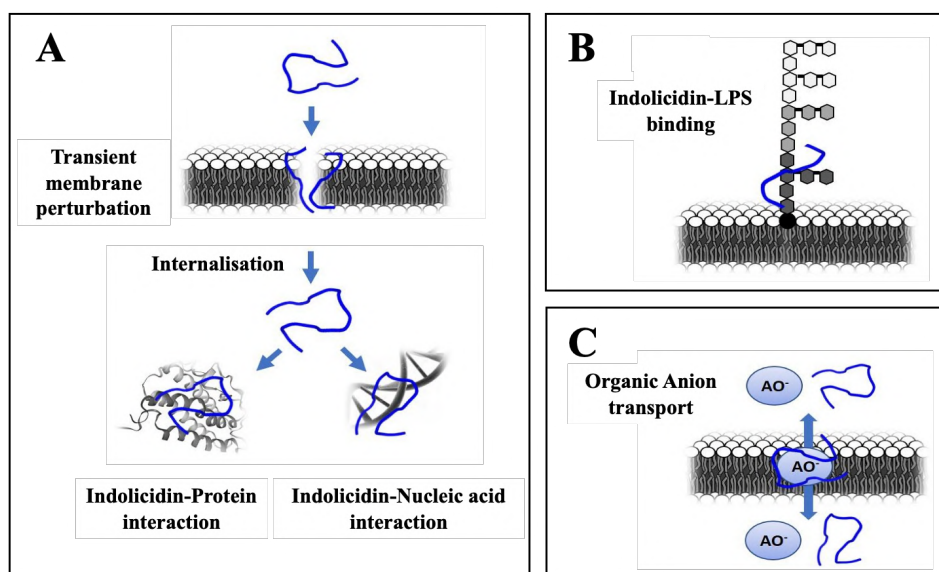 A
Transient
membrane
perturbation
Internalisation
Indolicidin-Protein
interaction
Indolicidin-Nucleic acid
interaction
B
Indolicidin-LPS
binding
C
Organic Anion
transport
AO-
AO-
AO-